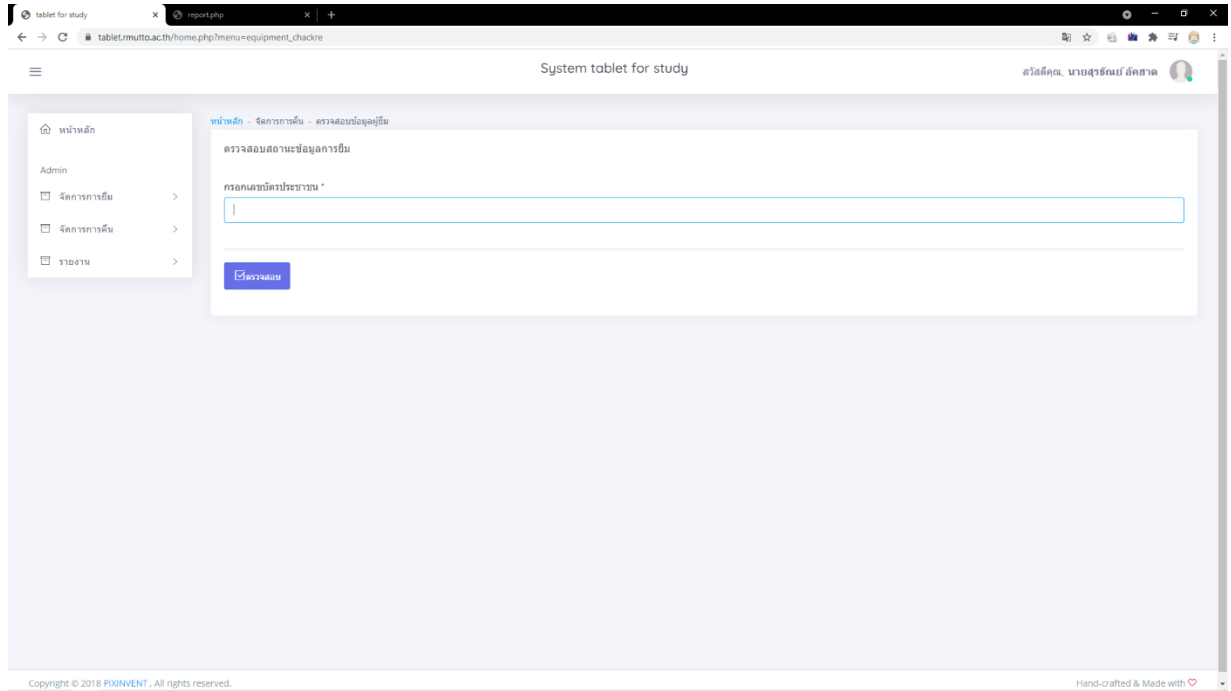 tablet for study
report.php
tablet.rmutto.ac.th/home.php?menu=equipment_chackre
System tablet for study
สวัสดีคุณ, นายสุรธัณย์ อัคฮาด
หน้าหลัก
Admin
จัดการการยืม
จัดการการคืน
รายงาน
หน้าหลัก - จัดการการคืน - ตรวจสอบข้อมูลผู้ยืม
ตรวจสอบสถานะข้อมูลการยืม
กรอกเลขบัตรประชาชน *
ตรวจสอบ
Copyright © 2018 PIXINVENT , All rights reserved.
Hand-crafted & Made with